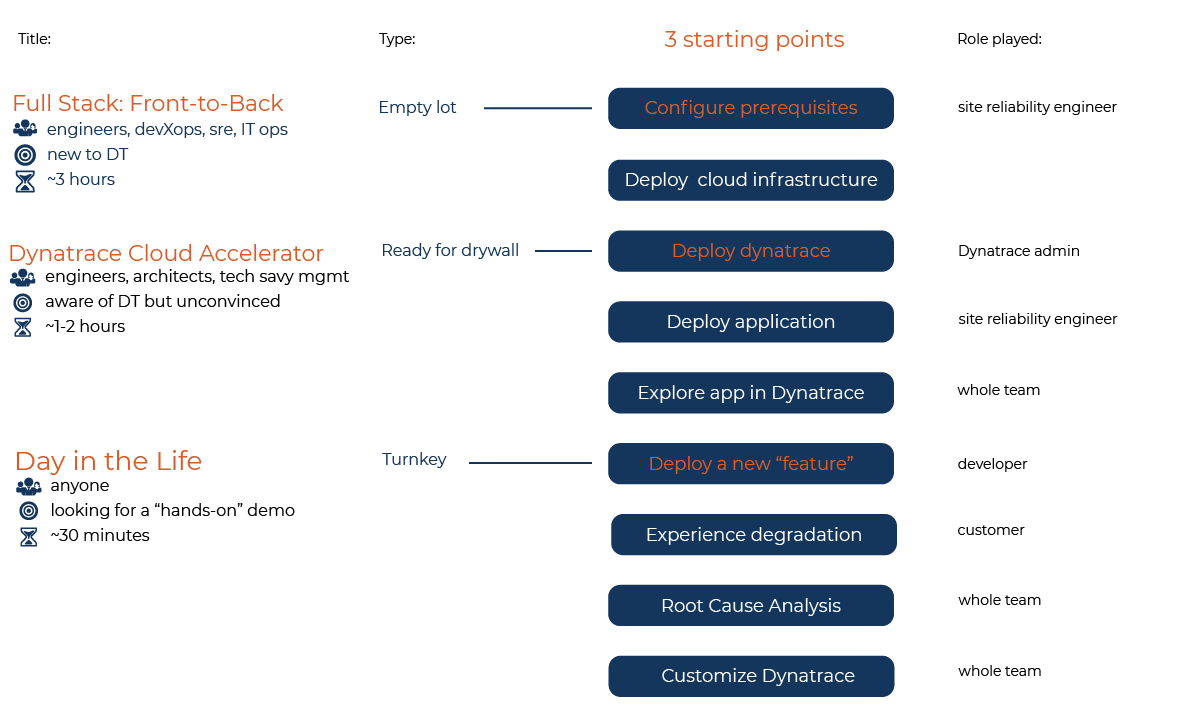 Title:
Type:
3 starting points
Role played:
Full Stack: Front-to-Back
engineers, devXops, sre, IT ops
new to DT
~3 hours
Empty lot
Configure prerequisites
site reliability engineer
Deploy  cloud infrastructure
Dynatrace Cloud Accelerator
engineers, architects, tech savy mgmt
aware of DT but unconvinced
~1-2 hours
Ready for drywall
Deploy dynatrace
Dynatrace admin
Deploy application
site reliability engineer
Explore app in Dynatrace
whole team
Day in the Life
anyone
looking for a “hands-on” demo
~30 minutes
Turnkey
Deploy a new “feature”
developer
Experience degradation
customer
Root Cause Analysis
whole team
Customize Dynatrace
whole team